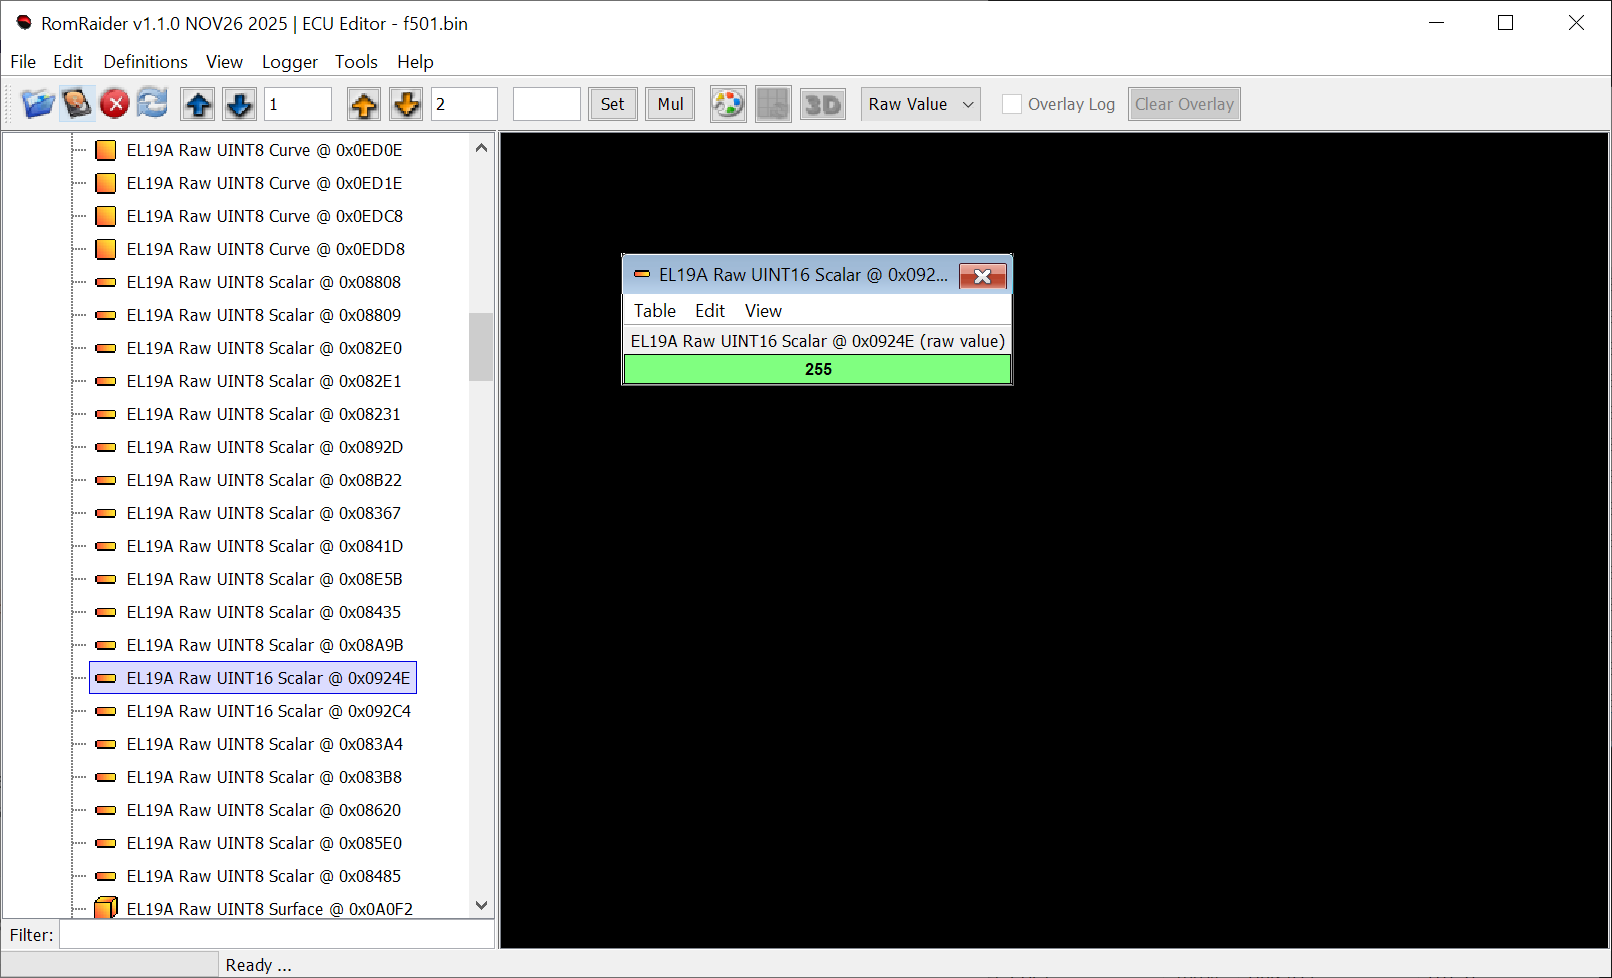 RomRaider v1.1.0 NOV26 2025 | ECU Editor - f501.bin
File Edit Definitions View Logger Tools Help
1 2 Set Mul 3D Raw Value Overlay Log Clear Overlay
EL19A Raw UINT8 Curve @ 0x0ED0E
EL19A Raw UINT8 Curve @ 0x0ED1E
EL19A Raw UINT8 Curve @ 0x0EDC8
EL19A Raw UINT8 Curve @ 0x0EDD8
EL19A Raw UINT8 Scalar @ 0x08808
EL19A Raw UINT8 Scalar @ 0x08809
EL19A Raw UINT8 Scalar @ 0x082E0
EL19A Raw UINT8 Scalar @ 0x082E1
EL19A Raw UINT8 Scalar @ 0x08231
EL19A Raw UINT8 Scalar @ 0x0892D
EL19A Raw UINT8 Scalar @ 0x08B22
EL19A Raw UINT8 Scalar @ 0x08367
EL19A Raw UINT8 Scalar @ 0x0841D
EL19A Raw UINT8 Scalar @ 0x08E5B
EL19A Raw UINT8 Scalar @ 0x08435
EL19A Raw UINT8 Scalar @ 0x08A9B
EL19A Raw UINT16 Scalar @ 0x0924E
EL19A Raw UINT16 Scalar @ 0x092C4
EL19A Raw UINT8 Scalar @ 0x083A4
EL19A Raw UINT8 Scalar @ 0x083B8
EL19A Raw UINT8 Scalar @ 0x08620
EL19A Raw UINT8 Scalar @ 0x085E0
EL19A Raw UINT8 Scalar @ 0x08485
EL19A Raw UINT8 Surface @ 0x0A0F2
Filter:
Ready ...
EL19A Raw UINT16 Scalar @ 0x092...
Table Edit View
EL19A Raw UINT16 Scalar @ 0x0924E (raw value)
255